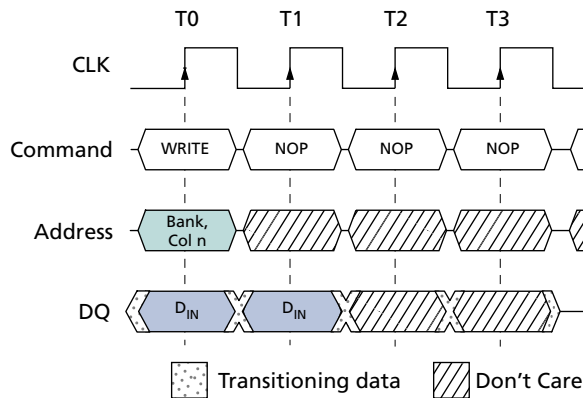 T0 T1 T2 T3
CLK
Command WRITE NOP NOP NOP
Address Bank,
Col n
DQ DIN DIN
Transitioning data Don't Care